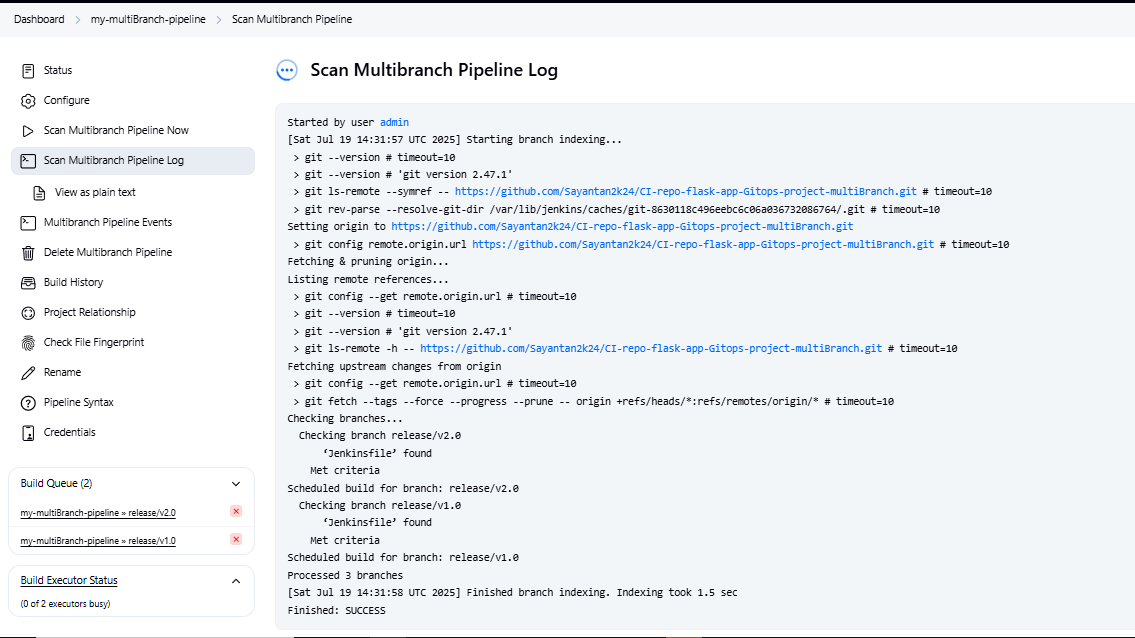 Dashboard > my-multiBranch-pipeline > Scan Multibranch Pipeline
Status
Configure
Scan Multibranch Pipeline Now
Scan Multibranch Pipeline Log
View as plain text
Multibranch Pipeline Events
Delete Multibranch Pipeline
Build History
Project Relationship
Check File Fingerprint
Rename
Pipeline Syntax
Credentials
Build Queue (2)
my-multiBranch-pipeline » release/v2.0
my-multiBranch-pipeline » release/v1.0
Build Executor Status
(0 of 2 executors busy)
Scan Multibranch Pipeline Log
Started by user admin
[Sat Jul 19 14:31:57 UTC 2025] Starting branch indexing...
> git --version # timeout=10
> git --version # 'git version 2.47.1'
> git ls-remote --symref -- https://github.com/Sayantan2k24/CI-repo-flask-app-Gitops-project-multiBranch.git # timeout=10
> git rev-parse --resolve-git-dir /var/lib/jenkins/caches/git-8630118c496eebc6c06a036732086764/.git # timeout=10
Setting origin to https://github.com/Sayantan2k24/CI-repo-flask-app-Gitops-project-multiBranch.git
> git config remote.origin.url https://github.com/Sayantan2k24/CI-repo-flask-app-Gitops-project-multiBranch.git # timeout=10
Fetching & pruning origin...
Listing remote references...
> git config --get remote.origin.url # timeout=10
> git --version # timeout=10
> git --version # 'git version 2.47.1'
> git ls-remote -h -- https://github.com/Sayantan2k24/CI-repo-flask-app-Gitops-project-multiBranch.git # timeout=10
Fetching upstream changes from origin
> git config --get remote.origin.url # timeout=10
> git fetch --tags --force --progress --prune -- origin +refs/heads/*:refs/remotes/origin/* # timeout=10
Checking branches...
Checking branch release/v2.0
‘Jenkinsfile’ found
Met criteria
Scheduled build for branch: release/v2.0
Checking branch release/v1.0
‘Jenkinsfile’ found
Met criteria
Scheduled build for branch: release/v1.0
Processed 3 branches
[Sat Jul 19 14:31:58 UTC 2025] Finished branch indexing. Indexing took 1.5 sec
Finished: SUCCESS